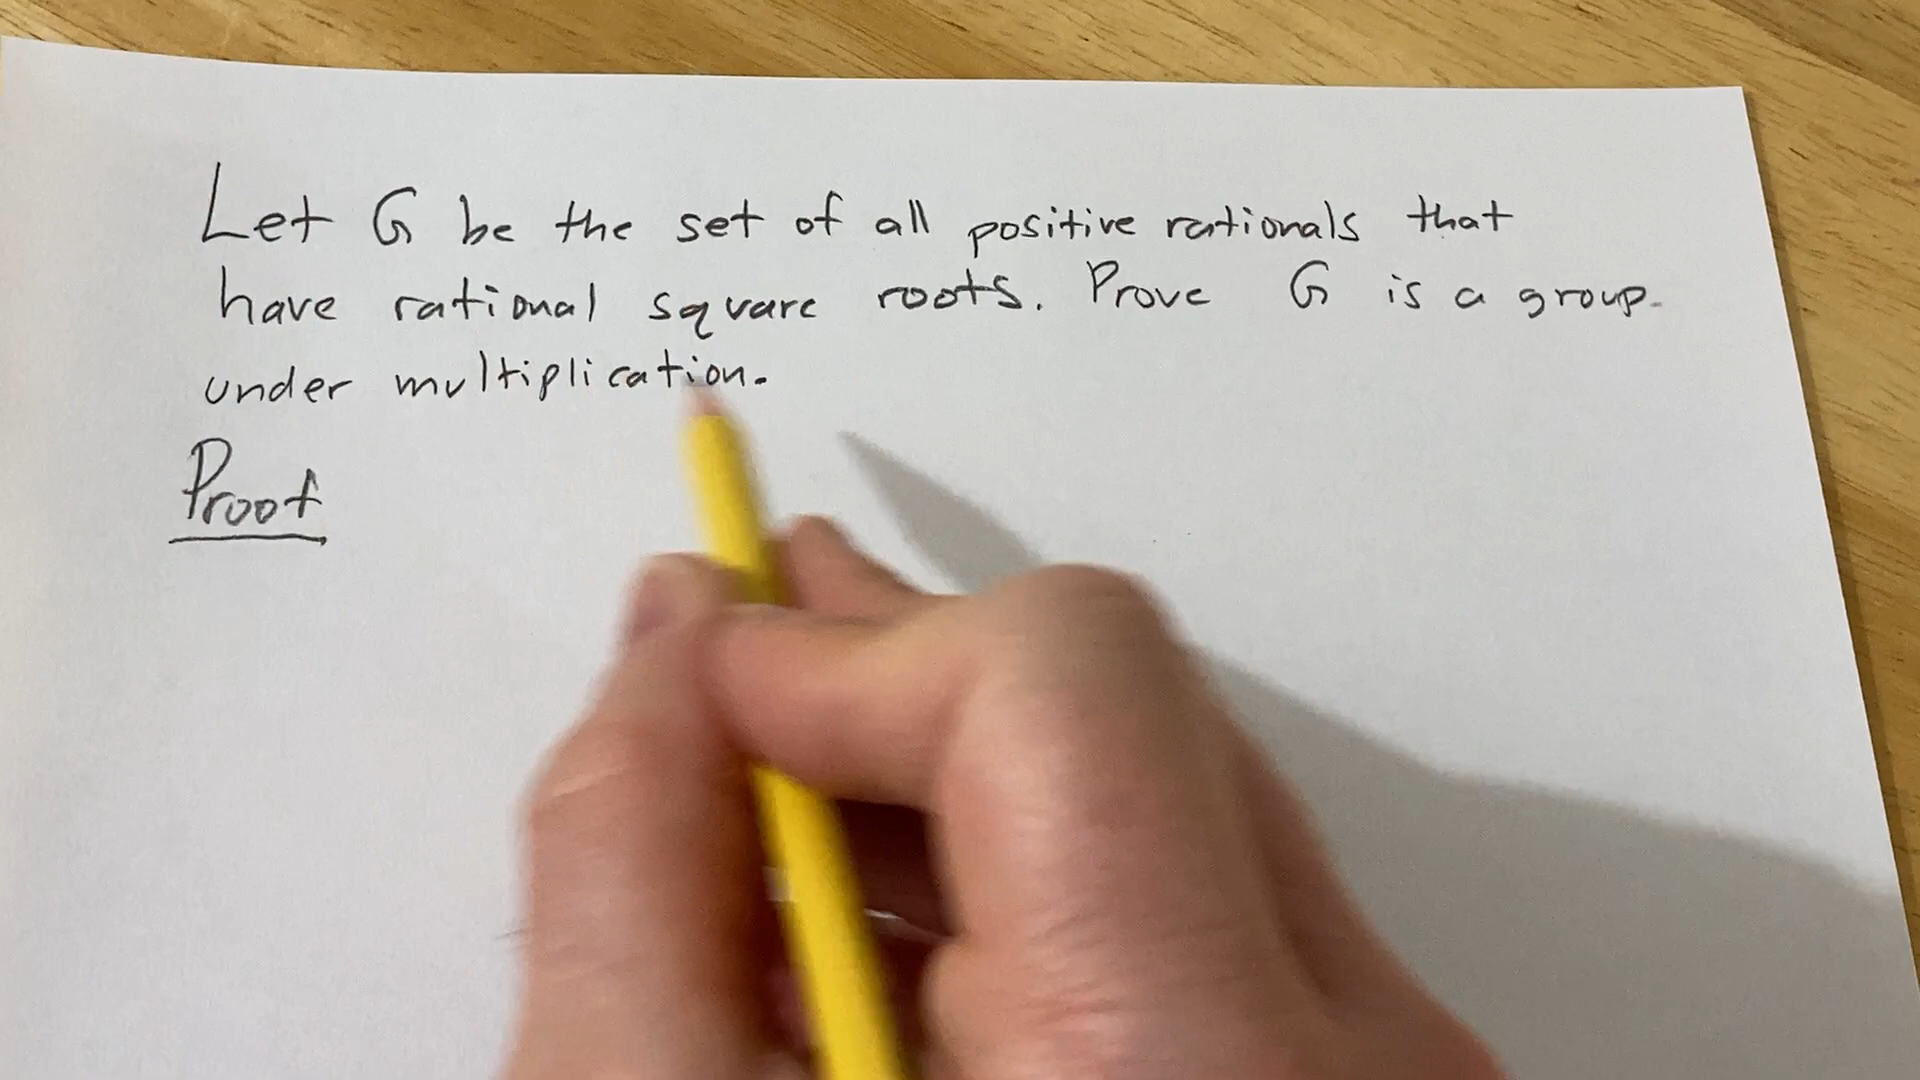 Let G be the set of all positive rationals that
have rational square roots. Prove G is a group
under multiplication.
Proof